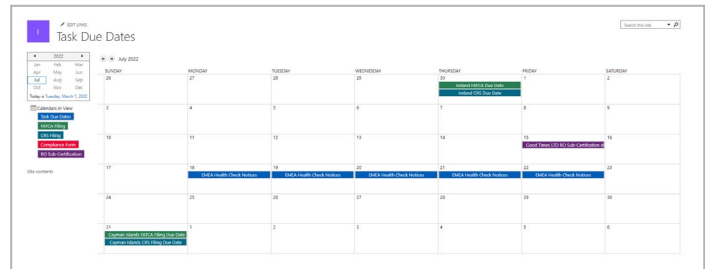 EDIT LINKS
Search this site
I
Task Due Dates
2022
Jan Feb Mar
Apr May Jun
Jul Aug Sep
Oct Nov Dec
Today is Tuesday, March 1, 2022
Calendars in View
Task Due Dates
FATCA Filing
CRS Filing
Compliance Form
RO Sub-Certification
Site contents
July 2022
SUNDAY MONDAY TUESDAY WEDNESDAY THURSDAY FRIDAY SATURDAY
26 27 28 29 30 1 2
Ireland FATCA Due Date
Ireland CRS Due Date
3 4 5 6 7 8 9
10 11 12 13 14 15 16
Good Times LTD RO Sub-Certification d
17 18 19 20 21 22 23
EMEA Health Check Notices EMEA Health Check Notices EMEA Health Check Notices EMEA Health Check Notices EMEA Health Check Notices
24 25 26 27 28 29 30
31 1 2 3 4 5 6
Cayman Islands FATCA Filing Due Date
Cayman Islands CRS Filing Due Date